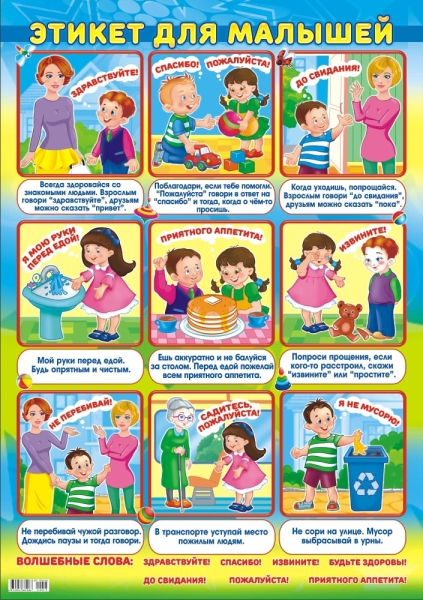 ЭТИКЕТ ДЛЯ МАЛЫШЕЙ
ЗДРАВСТВУЙТЕ!
СПАСИБО!
ПОЖАЛУЙСТА!
ДО СВИДАНИЯ!
Всегда здоровайся со
знакомыми людьми. Взрослым
говори "здравствуйте", друзьям
можно сказать "привет".
Поблагодари, если тебе помогли.
"Пожалуйста" говори в ответ на
"спасибо" и тогда, когда о чём-то
просишь.
Когда уходишь, попрощайся.
Взрослым говори "до свидания",
друзьям можно сказать "пока".
Я МОЮ РУКИ
ПЕРЕД ЕДОЙ!
ПРИЯТНОГО АППЕТИТА!
ИЗВИНИТЕ!
Мой руки перед едой.
Будь опрятным и чистым.
Ешь аккуратно и не балуйся
за столом. Перед едой пожелай
всем приятного аппетита.
Попроси прощения, если
кого-то расстроил, скажи
"извините" или "простите".
НЕ ПЕРЕБИВАЙ!
САДИТЕСЬ,
ПОЖАЛУЙСТА!
Я НЕ МУСОРЮ!
Не перебивай чужой разговор.
Дождись паузы и тогда говори.
В транспорте уступай место
пожилым людям.
Не сори на улице. Мусор
выбрасывай в урны.
ВОЛШЕБНЫЕ СЛОВА:
ЗДРАВСТВУЙТЕ! СПАСИБО! ИЗВИНИТЕ! БУДЬТЕ ЗДОРОВЫ!
ДО СВИДАНИЯ! ПОЖАЛУЙСТА! ПРИЯТНОГО АППЕТИТА!